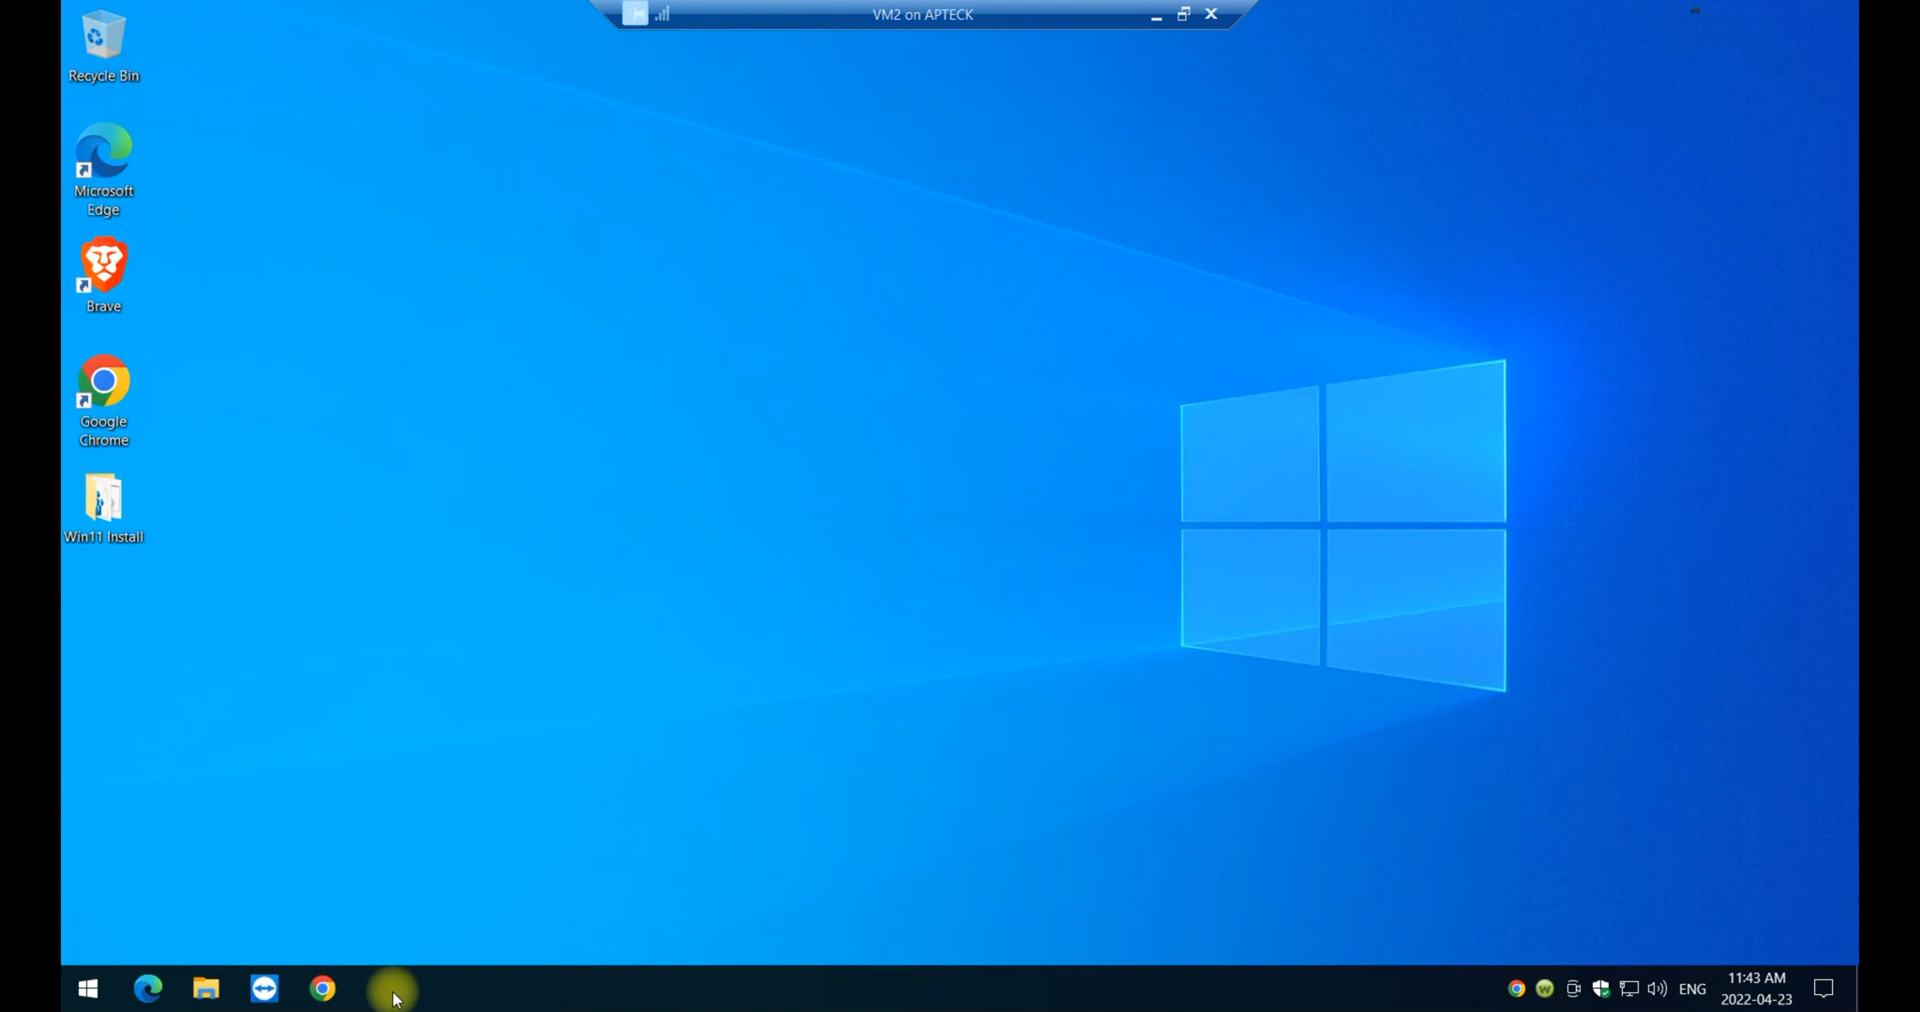 VM2 on APTECK
Recycle Bin
Microsoft
Edge
Brave
Google
Chrome
Win11 Install
ENG
11:43 AM
2022-04-23